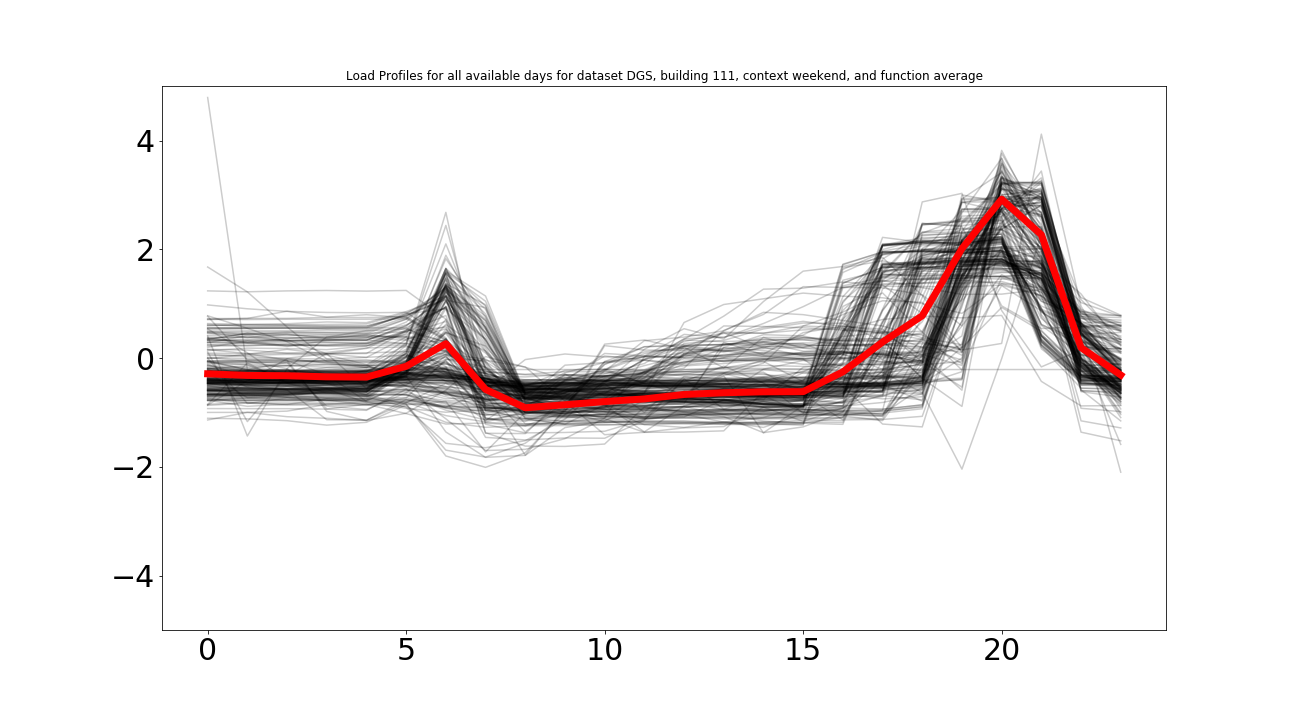 Load Profiles for all available days for dataset DGS, building 111, context weekend, and function average
4
2
0
−2
−4
0 5 10 15 20